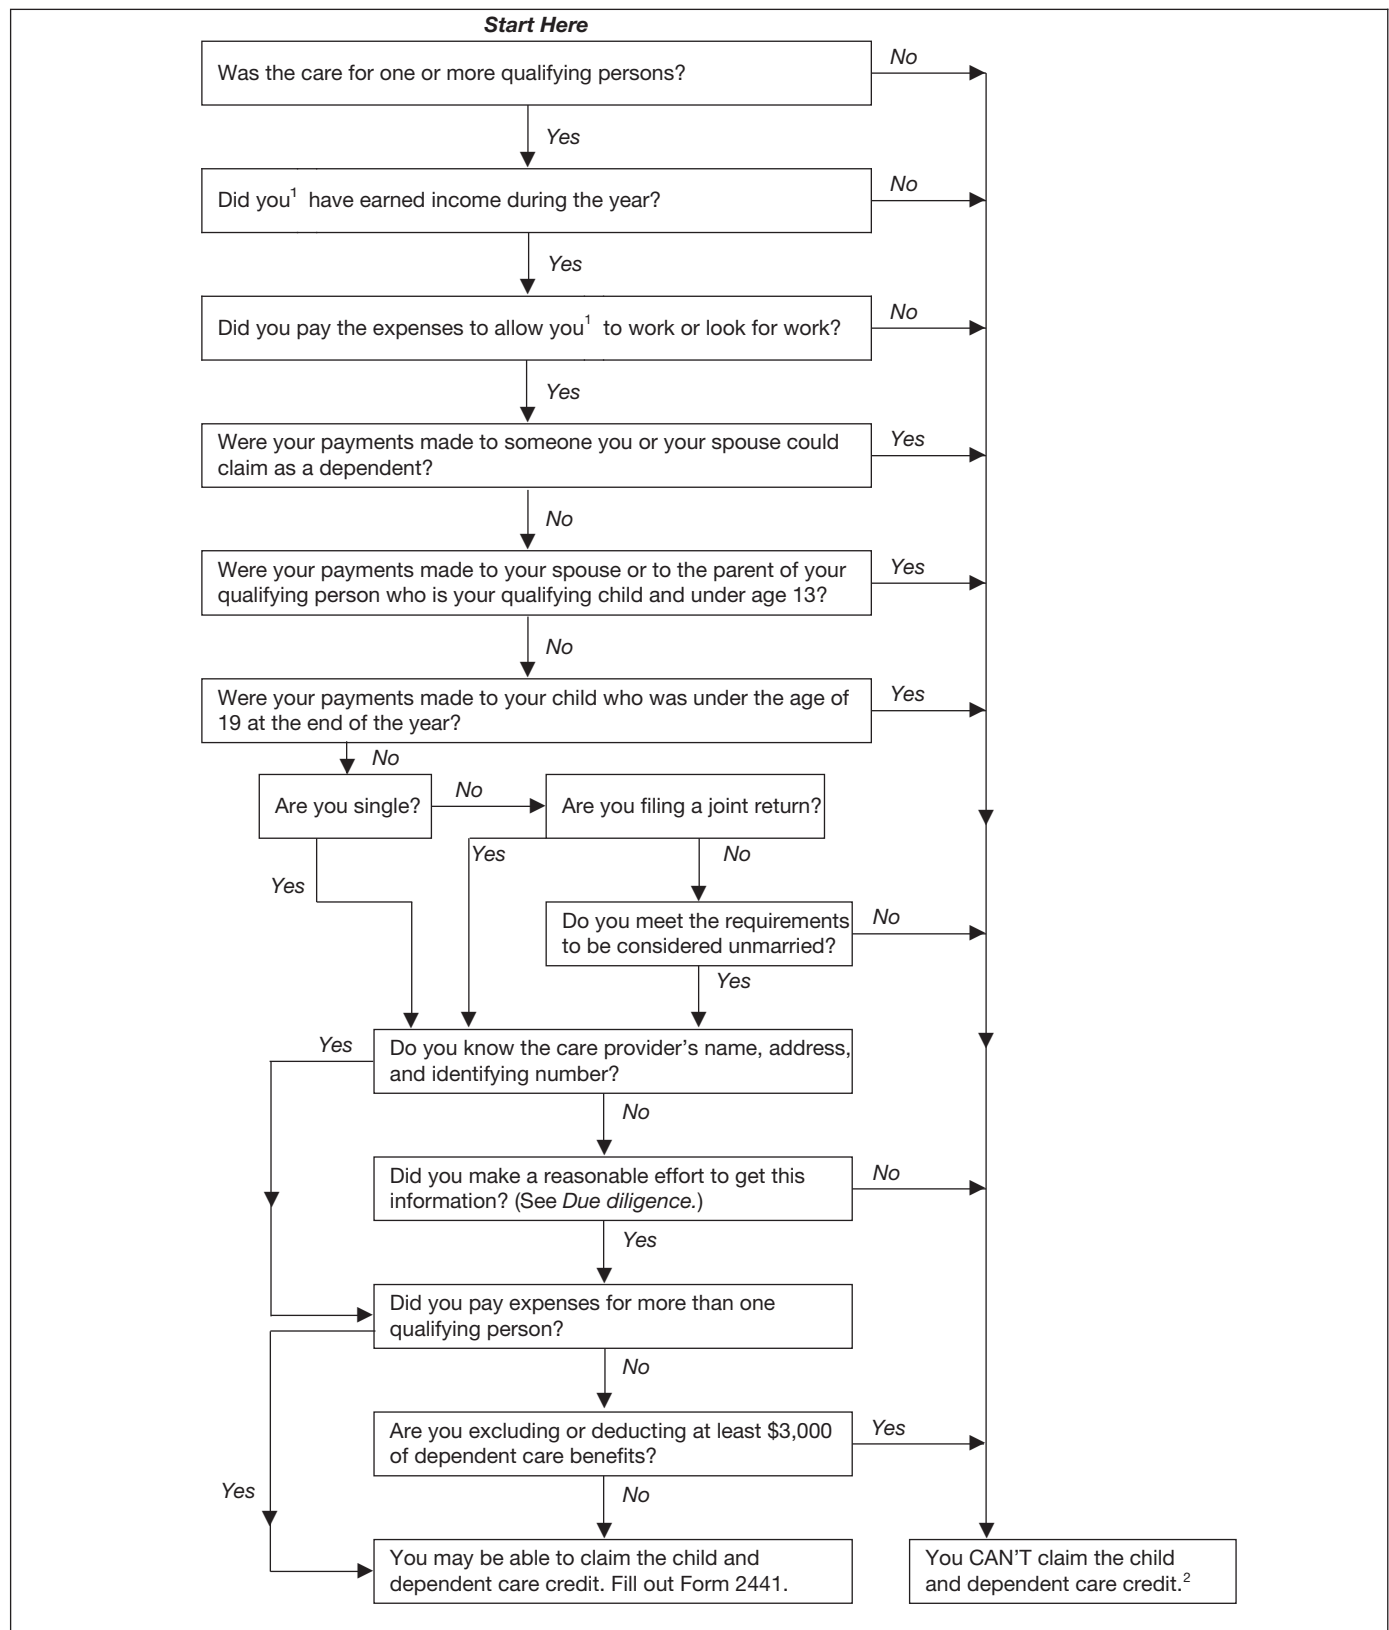 Start Here
Was the care for one or more qualifying persons?
No
Yes
Did you1 have earned income during the year?
No
Yes
Did you pay the expenses to allow you1 to work or look for work?
No
Yes
Were your payments made to someone you or your spouse could
claim as a dependent?
Yes
No
Were your payments made to your spouse or to the parent of your
qualifying person who is your qualifying child and under age 13?
Yes
No
Were your payments made to your child who was under the age of
19 at the end of the year?
Yes
No
Are you single?
No
Are you filing a joint return?
Yes
No
Yes
Do you meet the requirements
to be considered unmarried?
No
Yes
Do you know the care provider’s name, address,
and identifying number?
Yes
No
Did you make a reasonable effort to get this
information? (See Due diligence.)
No
Yes
Did you pay expenses for more than one
qualifying person?
No
Are you excluding or deducting at least $3,000
of dependent care benefits?
Yes
Yes
No
You may be able to claim the child and
dependent care credit. Fill out Form 2441.
You CAN’T claim the child
and dependent care credit.2